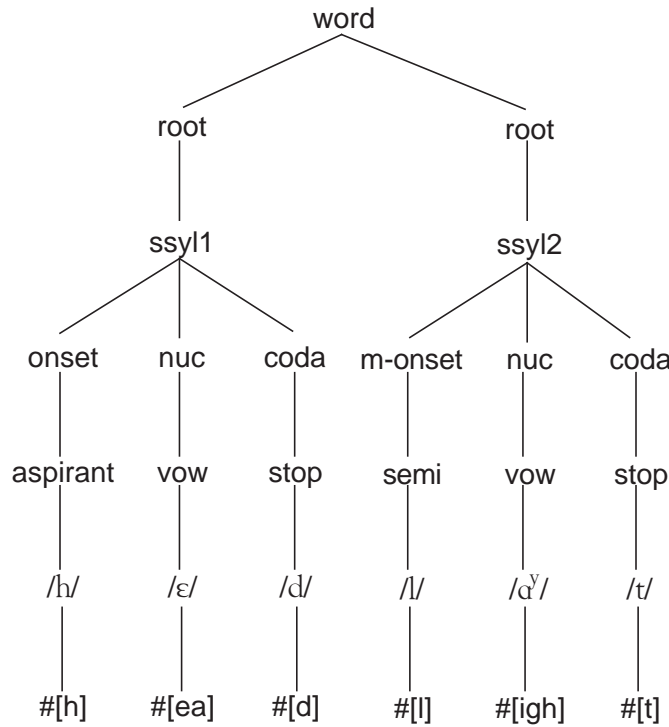 word
root root
ssyl1 ssyl2
onset nuc coda m-onset nuc coda
aspirant vow stop semi vow stop
/h/ /ɛ/ /d/ /l/ /ɑʸ/ /t/
#[h] #[ea] #[d] #[l] #[igh] #[t]